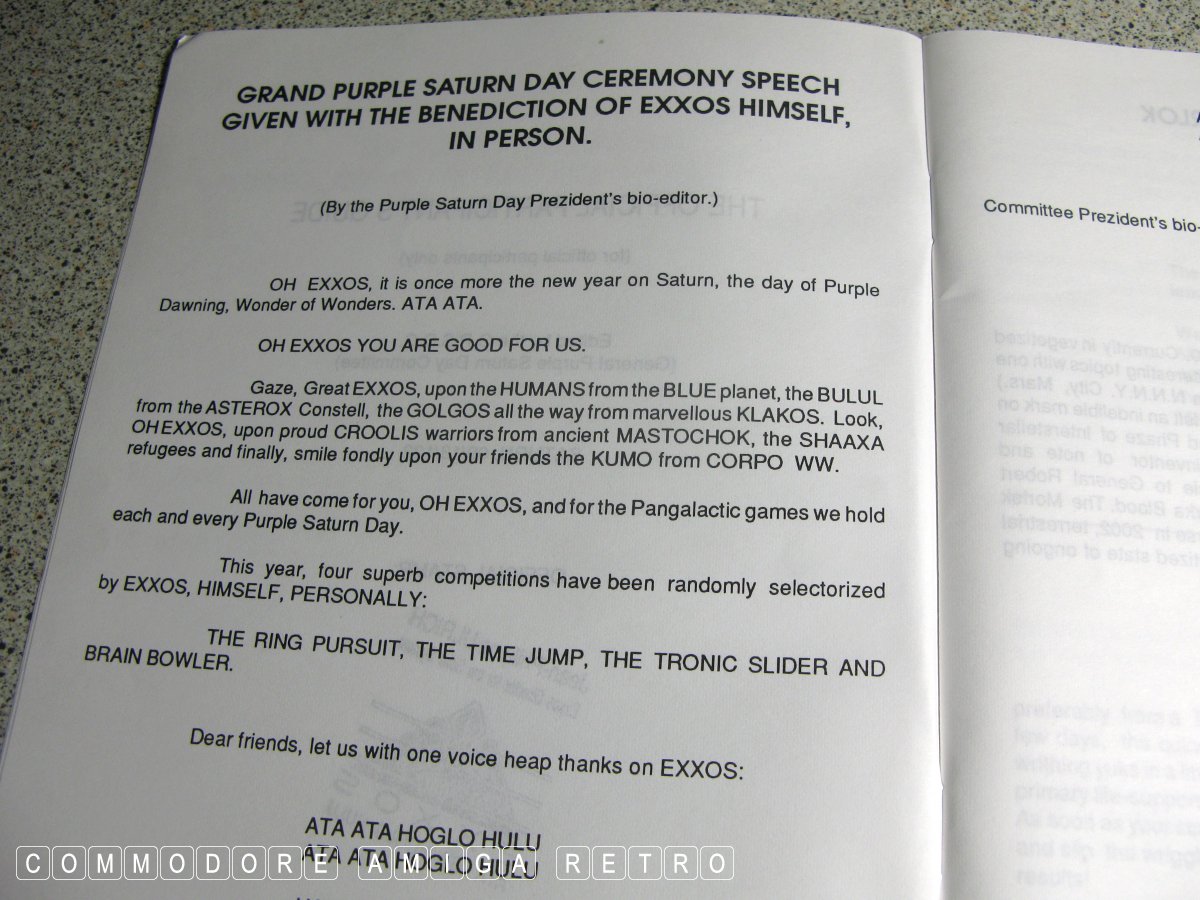 GRAND PURPLE SATURN DAY CEREMONY SPEECH
GIVEN WITH THE BENEDICTION OF EXXOS HIMSELF,
IN PERSON.
(By the Purple Saturn Day Prezident's bio-editor.)
OH EXXOS, it is once more the new year on Saturn, the day of Purple
Dawning, Wonder of Wonders. ATA ATA.
OH EXXOS YOU ARE GOOD FOR US.
Gaze, Great EXXOS, upon the HUMANS from the BLUE planet, the BULUL
from the ASTEROX Constell, the GOLGOS all the way from marvellous KLAKOS. Look,
OH EXXOS, upon proud CROOLIS warriors from ancient MASTOCHOK, the SHAAXA
refugees and finally, smile fondly upon your friends the KUMO from CORPO WW.
All have come for you, OH EXXOS, and for the Pangalactic games we hold
each and every Purple Saturn Day.
This year, four superb competitions have been randomly selectorized
by EXXOS, HIMSELF, PERSONALLY:
THE RING PURSUIT, THE TIME JUMP, THE TRONIC SLIDER AND
BRAIN BOWLER.
Dear friends, let us with one voice heap thanks on EXXOS:
ATA ATA HOGLO HULU
ATA ATA HOGLO HULU
Committee Prezident's bio-
COMMODORE AMIGA RETRO